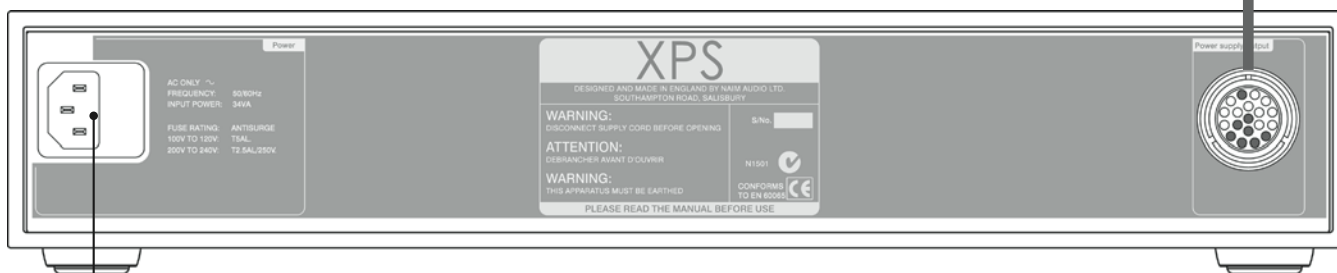 Power
AC ONLY ~
FREQUENCY: 50/60Hz
INPUT POWER: 34VA
FUSE RATING: ANTISURGE
100V TO 120V: T5AL.
200V TO 240V: T2.5AL/250V.
XPS
DESIGNED AND MADE IN ENGLAND BY NAIM AUDIO LTD.
SOUTHAMPTON ROAD, SALISBURY
WARNING:
DISCONNECT SUPPLY CORD BEFORE OPENING
ATTENTION:
DEBRANCHER AVANT D'OUVRIR
WARNING:
THIS APPARATUS MUST BE EARTHED
S/No.
N1501
CONFORMS
TO EN 60065
CE
PLEASE READ THE MANUAL BEFORE USE
Power supply output